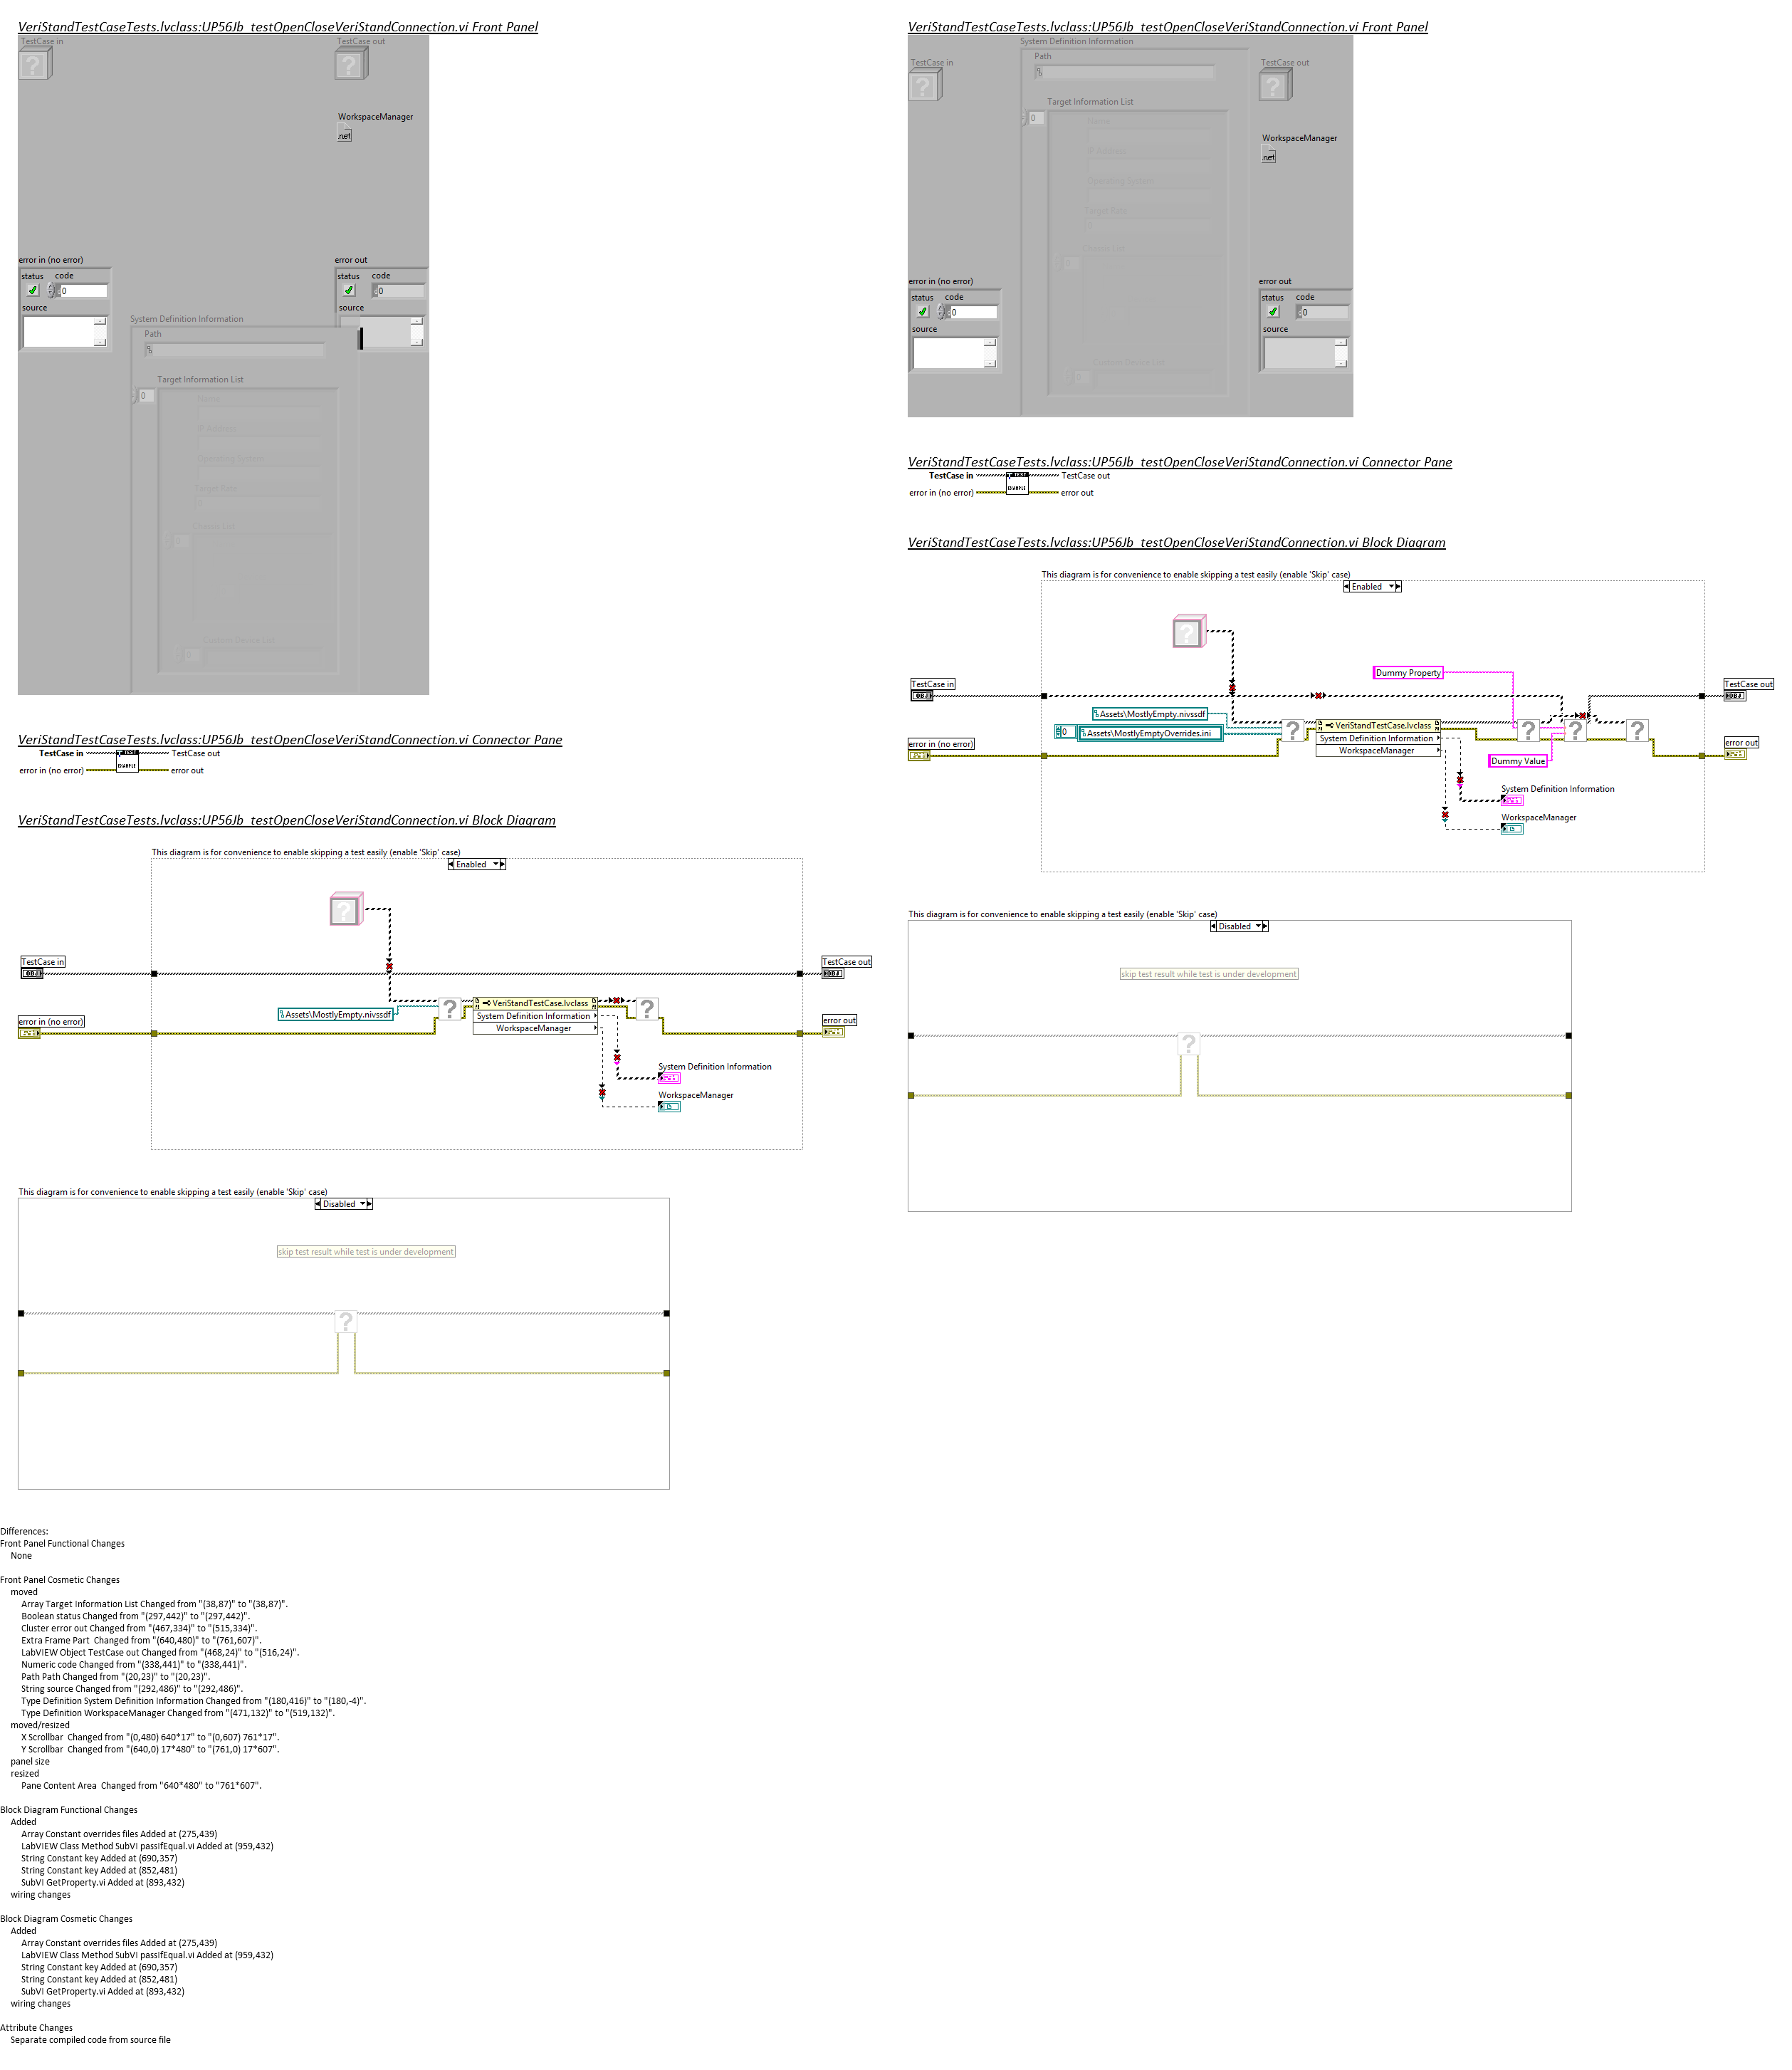 VeriStandTestCaseTests.lvclass:UP56Jb_testOpenCloseVeriStandConnection.vi Front Panel
TestCase in
TestCase out
WorkspaceManager
.net
error in (no error)
status code
0
source
error out
status code
0
source
System Definition Information
Path
Target Information List
0
Name
IP Address
Operating System
Target Rate
Chassis List
Custom Device List
VeriStandTestCaseTests.lvclass:UP56Jb_testOpenCloseVeriStandConnection.vi Connector Pane
TestCase in
TEST
TestCase out
error in (no error)
EXAMPLE
error out
VeriStandTestCaseTests.lvclass:UP56Jb_testOpenCloseVeriStandConnection.vi Block Diagram
This diagram is for convenience to enable skipping a test easily (enable 'Skip' case)
Enabled
?
TestCase in
OBJ
TestCase out
OBJ
error in (no error)
Assets\MostlyEmpty.nivssdf
?
VeriStandTestCase.lvclass
System Definition Information
WorkspaceManager
?
error out
System Definition Information
WorkspaceManager
This diagram is for convenience to enable skipping a test easily (enable 'Skip' case)
Disabled
skip test result while test is under development
?
VeriStandTestCaseTests.lvclass:UP56Jb_testOpenCloseVeriStandConnection.vi Front Panel
System Definition Information
Path
TestCase in
TestCase out
Target Information List
0
Name
IP Address
Operating System
Target Rate
Chassis List
Custom Device List
WorkspaceManager
.net
error in (no error)
status code
0
source
error out
status code
0
source
VeriStandTestCaseTests.lvclass:UP56Jb_testOpenCloseVeriStandConnection.vi Connector Pane
TestCase in
TEST
TestCase out
error in (no error)
EXAMPLE
error out
VeriStandTestCaseTests.lvclass:UP56Jb_testOpenCloseVeriStandConnection.vi Block Diagram
This diagram is for convenience to enable skipping a test easily (enable 'Skip' case)
Enabled
?
Dummy Property
TestCase in
OBJ
TestCase out
OBJ
Assets\MostlyEmpty.nivssdf
0
Assets\MostlyEmptyOverrides.ini
error in (no error)
?
VeriStandTestCase.lvclass
System Definition Information
WorkspaceManager
?
?
?
Dummy Value
error out
System Definition Information
WorkspaceManager
This diagram is for convenience to enable skipping a test easily (enable 'Skip' case)
Disabled
skip test result while test is under development
?
Differences:
Front Panel Functional Changes
None
Front Panel Cosmetic Changes
moved
Array Target Information List Changed from "(38,87)" to "(38,87)".
Boolean status Changed from "(297,442)" to "(297,442)".
Cluster error out Changed from "(467,334)" to "(515,334)".
Extra Frame Part  Changed from "(640,480)" to "(761,607)".
LabVIEW Object TestCase out Changed from "(468,24)" to "(516,24)".
Numeric code Changed from "(338,441)" to "(338,441)".
Path Path Changed from "(20,23)" to "(20,23)".
String source Changed from "(292,486)" to "(292,486)".
Type Definition System Definition Information Changed from "(180,416)" to "(180,-4)".
Type Definition WorkspaceManager Changed from "(471,132)" to "(519,132)".
moved/resized
X Scrollbar  Changed from "(0,480) 640*17" to "(0,607) 761*17".
Y Scrollbar  Changed from "(640,0) 17*480" to "(761,0) 17*607".
panel size
resized
Pane Content Area  Changed from "640*480" to "761*607".
Block Diagram Functional Changes
Added
Array Constant overrides files Added at (275,439)
LabVIEW Class Method SubVI passIfEqual.vi Added at (959,432)
String Constant key Added at (690,357)
String Constant key Added at (852,481)
SubVI GetProperty.vi Added at (893,432)
wiring changes
Block Diagram Cosmetic Changes
Added
Array Constant overrides files Added at (275,439)
LabVIEW Class Method SubVI passIfEqual.vi Added at (959,432)
String Constant key Added at (690,357)
String Constant key Added at (852,481)
SubVI GetProperty.vi Added at (893,432)
wiring changes
Attribute Changes
Separate compiled code from source file